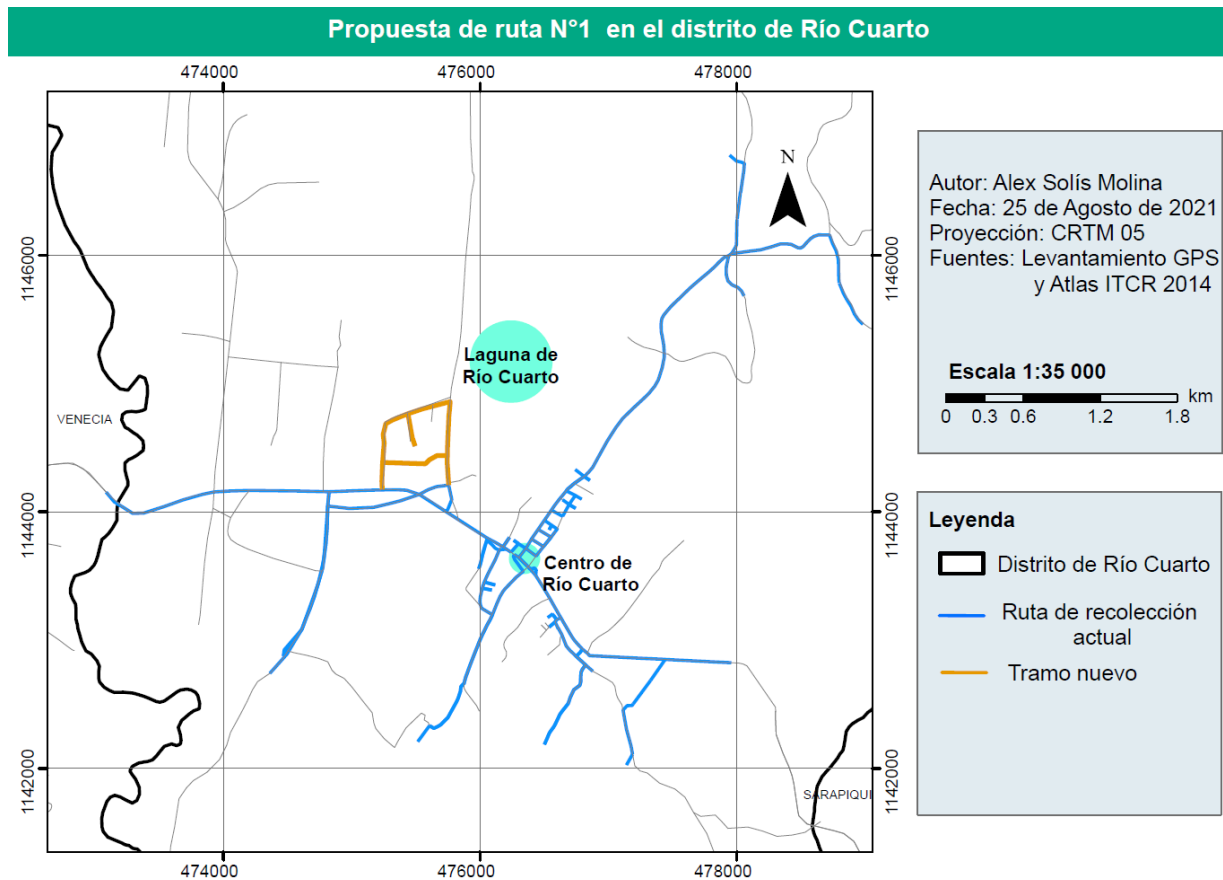 Propuesta de ruta N°1 en el distrito de Río Cuarto
474000
476000
478000
N
1146000
1146000
Laguna de
Río Cuarto
VENECIA
1144000
1144000
Centro de
Río Cuarto
1142000
1142000
SARAPIQUI
474000
476000
478000
Autor: Alex Solís Molina
Fecha: 25 de Agosto de 2021
Proyección: CRTM 05
Fuentes: Levantamiento GPS
y Atlas ITCR 2014
Escala 1:35 000
km
0 0.3 0.6 1.2 1.8
Leyenda
Distrito de Río Cuarto
Ruta de recolección
actual
Tramo nuevo